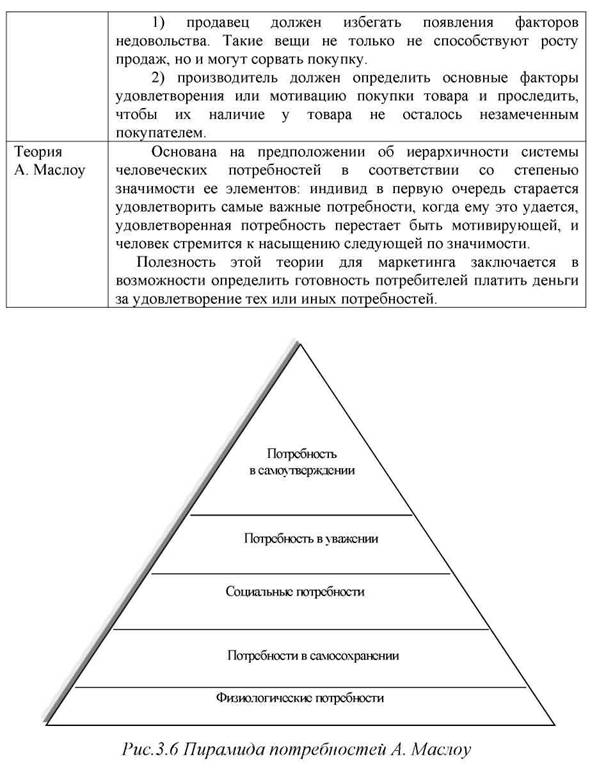 1) продавец должен избегать появления факторов
недовольства. Такие вещи не только не способствуют росту
продаж, но и могут сорвать покупку.
2) производитель должен определить основные факторы
удовлетворения или мотивацию покупки товара и проследить,
чтобы их наличие у товара не осталось незамеченным
покупателем.
Теория
А. Маслоу
Основана на предположении об иерархичности системы
человеческих потребностей в соответствии со степенью
значимости ее элементов: индивид в первую очередь старается
удовлетворить самые важные потребности, когда ему это удается,
удовлетворенная потребность перестает быть мотивирующей, и
человек стремится к насыщению следующей по значимости.
Полезность этой теории для маркетинга заключается в
возможности определить готовность потребителей платить деньги
за удовлетворение тех или иных потребностей.
Потребность
в самоутверждении
Потребность в уважении
Социальные потребности
Потребности в самосохранении
Физиологические потребности
Рис.3.6 Пирамида потребностей А. Маслоу